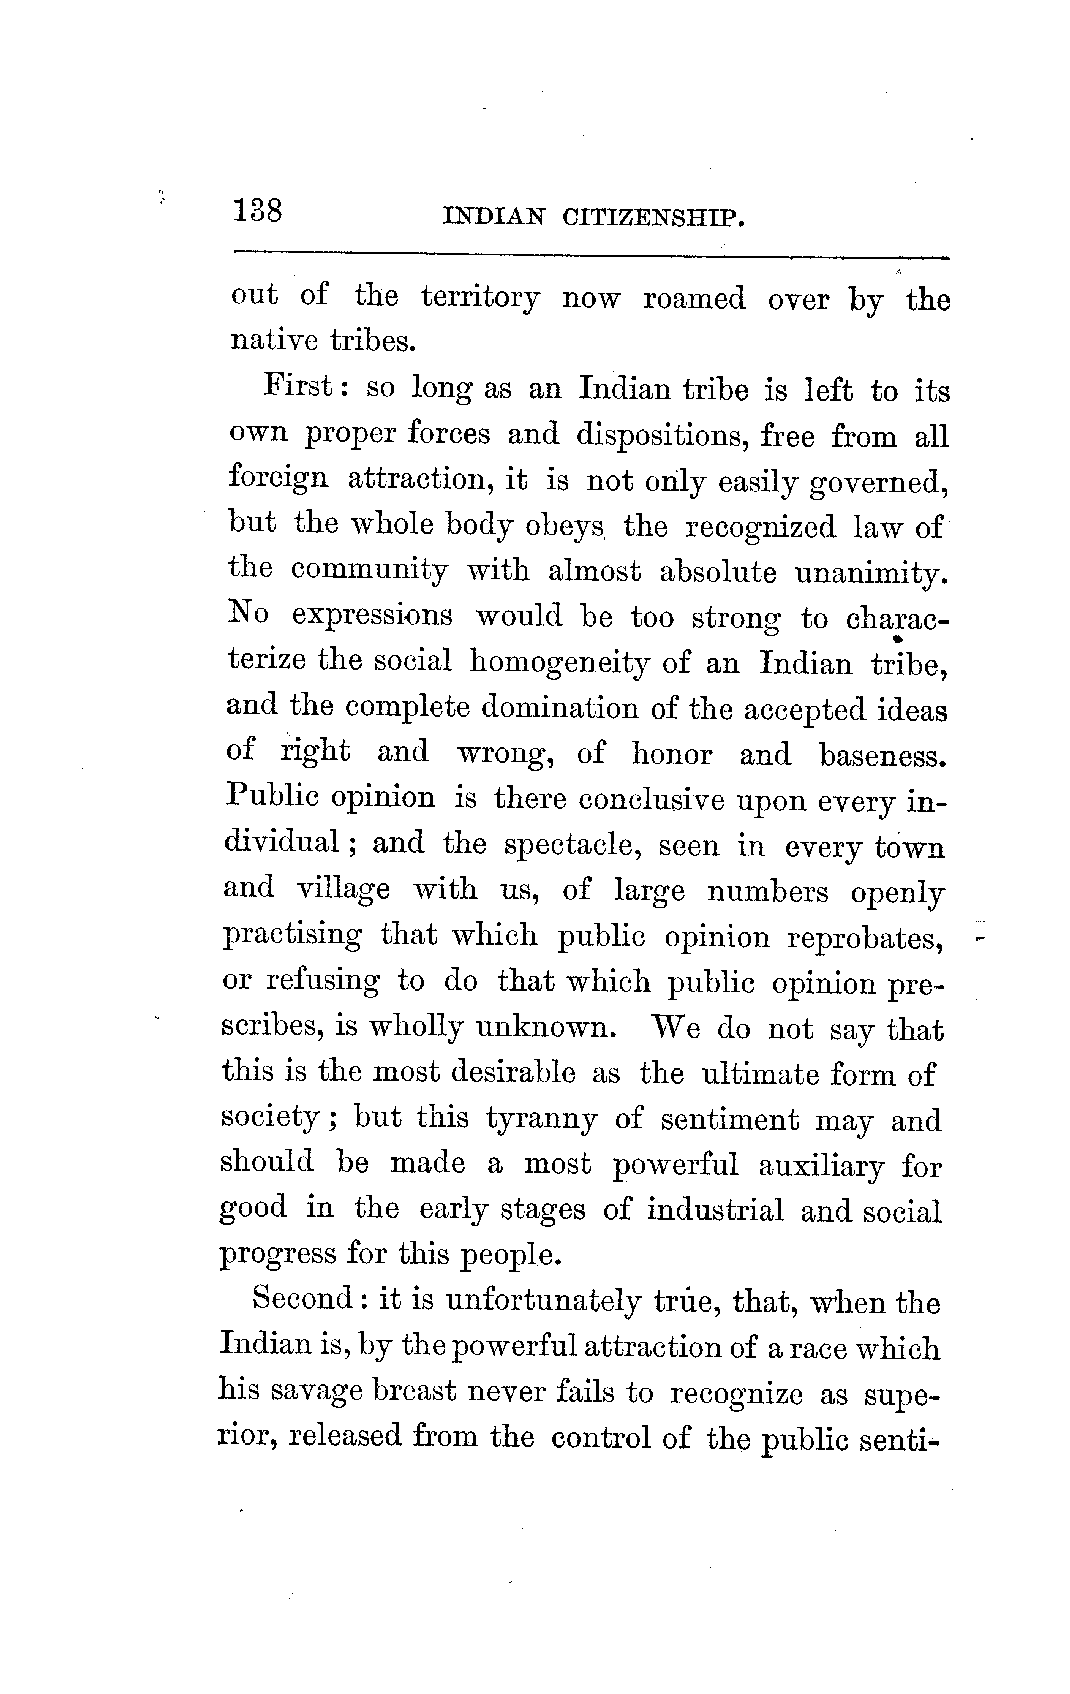 138 INDIAN CITIZENSHIP.
out of the territory now roamed over by the
native tribes.
First: so long as an Indian tribe is left to its
own proper forces and dispositions, free from all
foreign attraction, it is not only easily governed,
but the whole body obeys the recognized law of
the community with almost absolute unanimity.
No expressions would be too strong to charac-
terize the social homogeneity of an Indian tribe,
and the complete domination of the accepted ideas
of right and wrong, of honor and baseness.
Public opinion is there conclusive upon every in-
dividual; and the spectacle, seen in every town
and village with us, of large numbers openly
practising that which public opinion reprobates,
or refusing to do that which public opinion pre-
scribes, is wholly unknown. We do not say that
this is the most desirable as the ultimate form of
society; but this tyranny of sentiment may and
should be made a most powerful auxiliary for
good in the early stages of industrial and social
progress for this people.
Second: it is unfortunately true, that, when the
Indian is, by the powerful attraction of a race which
his savage breast never fails to recognize as supe-
rior, released from the control of the public senti-